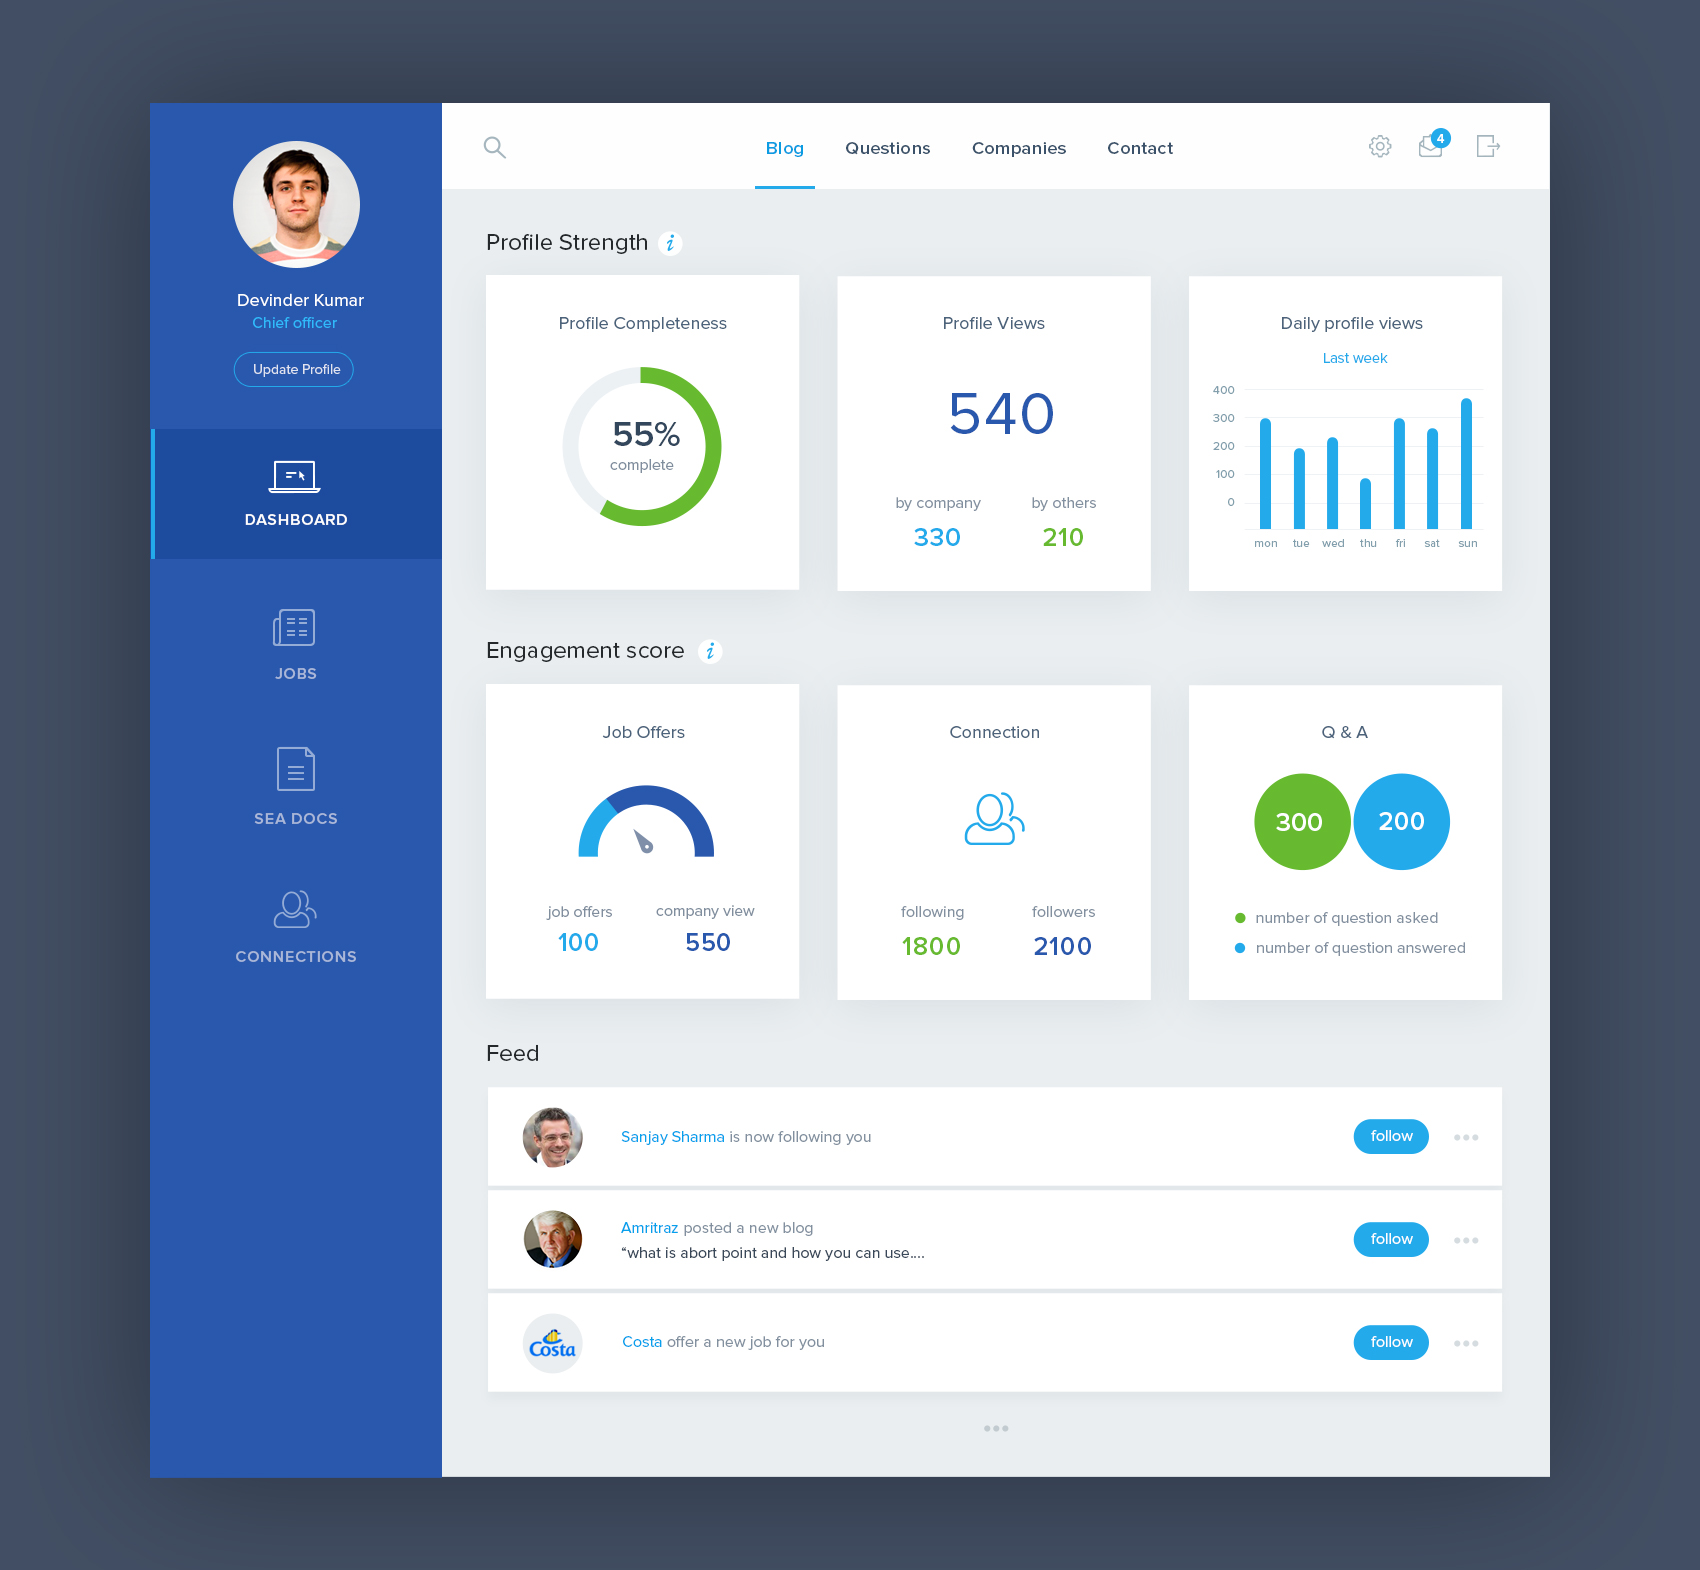 Blog Questions Companies Contact 4
Devinder Kumar
Chief officer
Update Profile
DASHBOARD
JOBS
SEA DOCS
CONNECTIONS
Profile Strength i
Profile Completeness
55%
complete
Profile Views
540
by company by others
330 210
Daily profile views
Last week
400
300
200
100
0
mon tue wed thu fri sat sun
Engagement score i
Job Offers
job offers company view
100 550
Connection
following followers
1800 2100
Q & A
300 200
number of question asked
number of question answered
Feed
Sanjay Sharma is now following you
follow
Amritraz posted a new blog
“what is abort point and how you can use....
follow
Costa
Costa offer a new job for you
follow